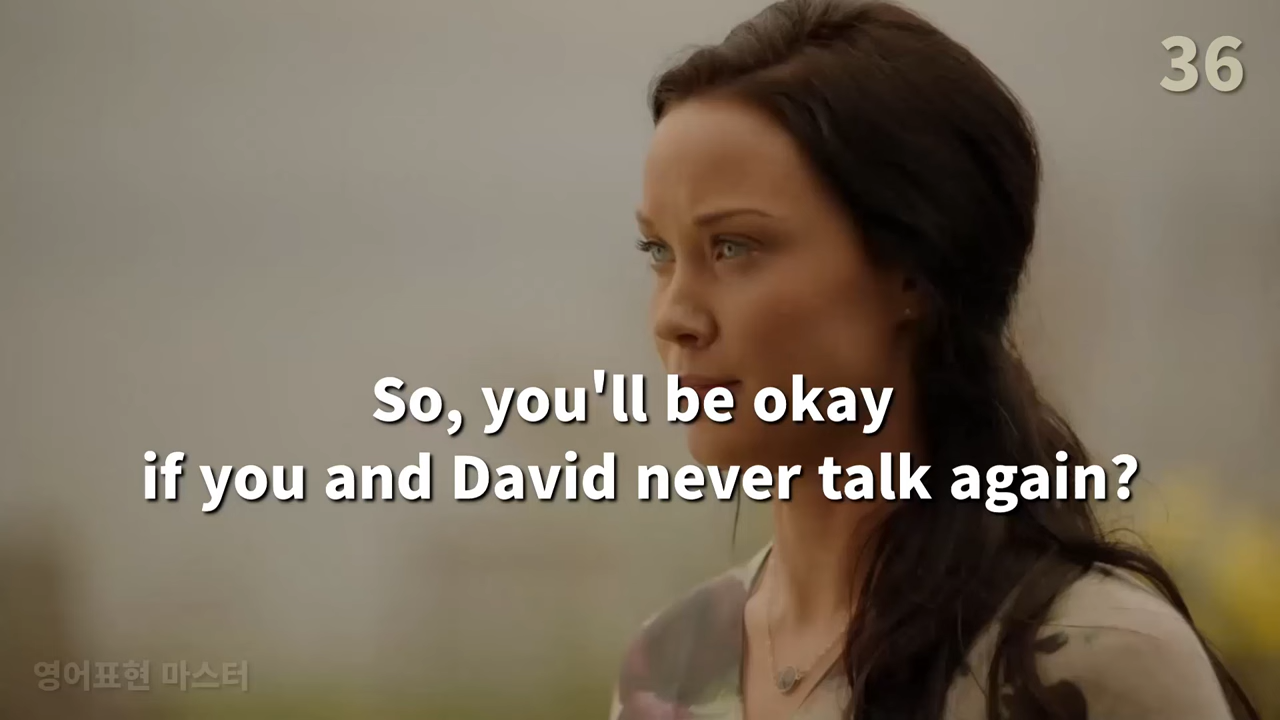 36
So, you'll be okay
if you and David never talk again?
영어표현 마스터